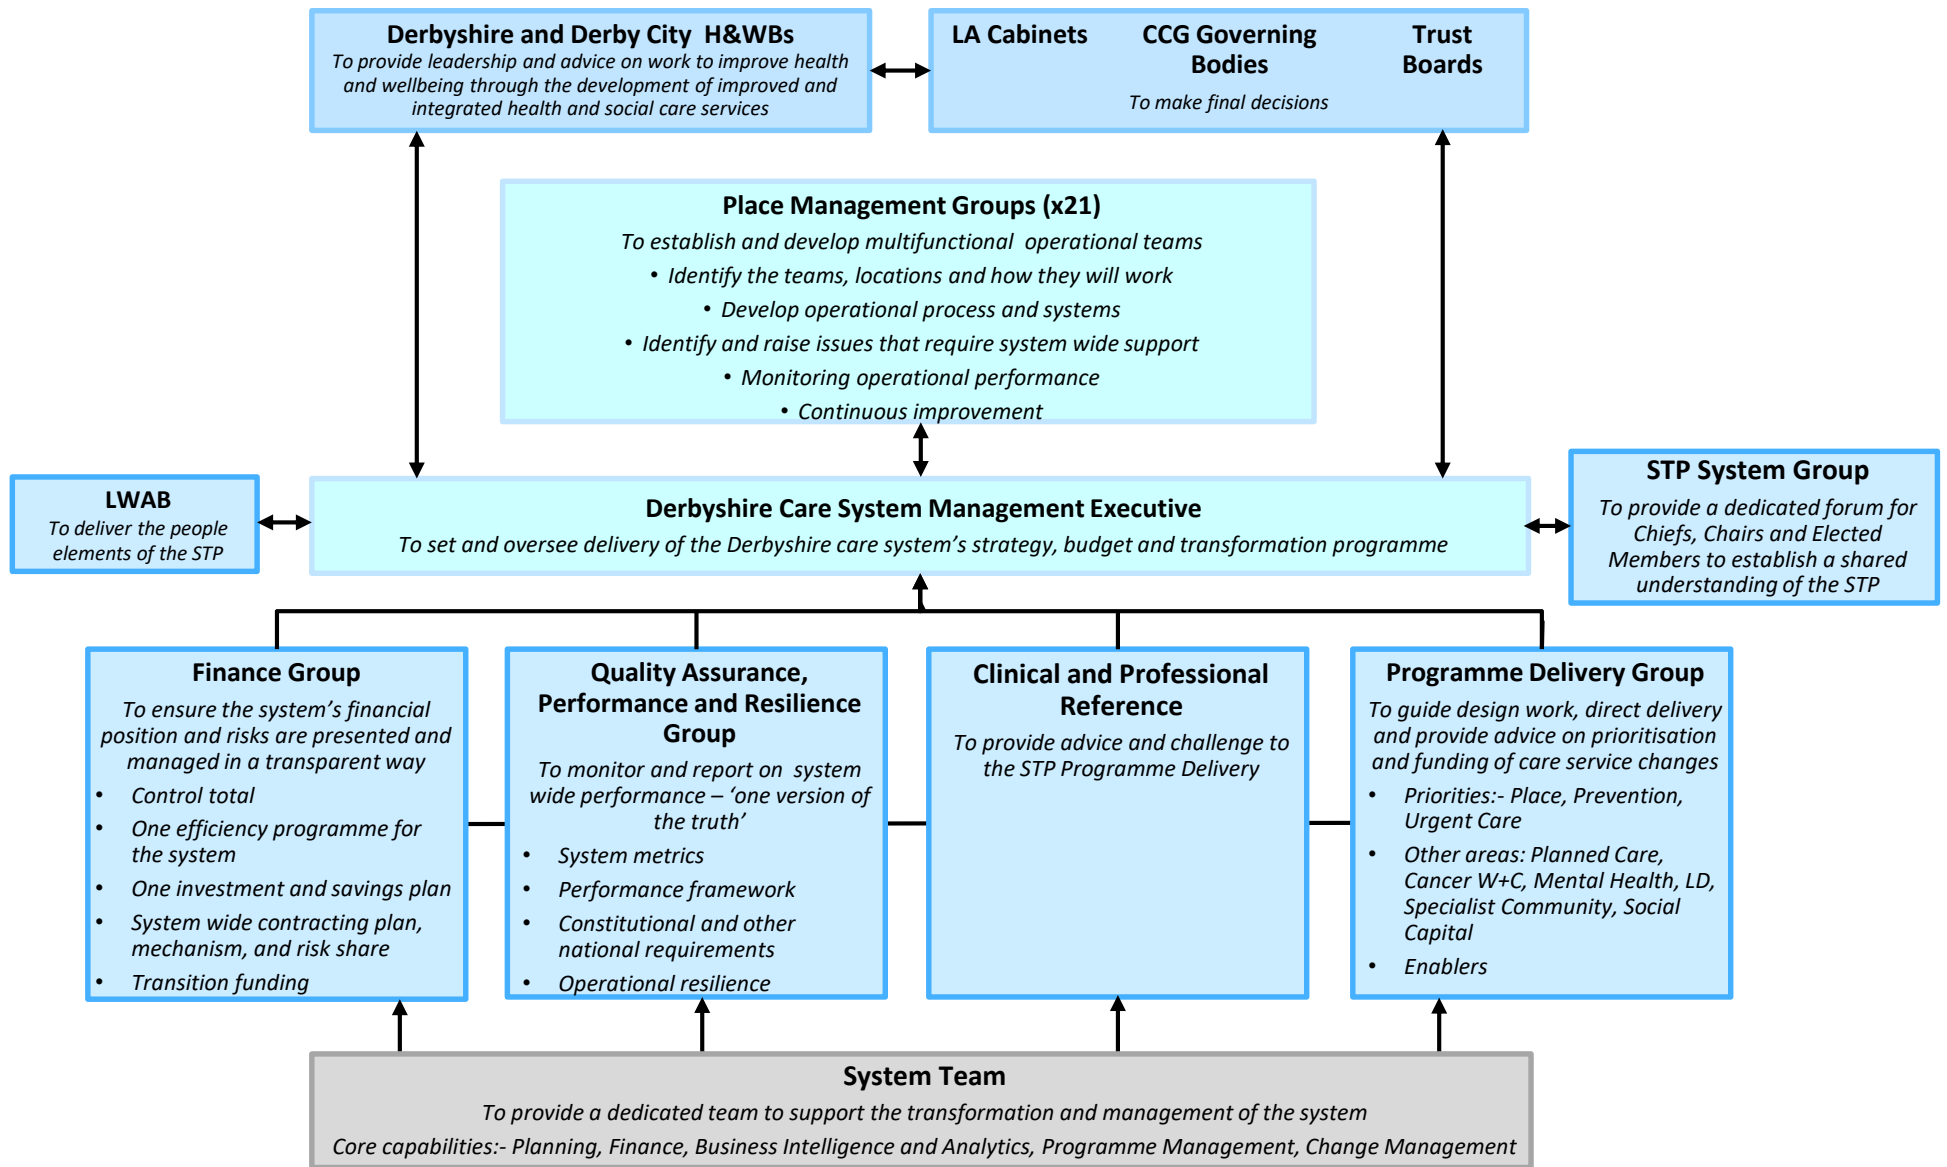 Derbyshire and Derby City H&WBs
To provide leadership and advice on work to improve health
and wellbeing through the development of improved and
integrated health and social care services
LA Cabinets
CCG Governing
Bodies
Trust
Boards
To make final decisions
Place Management Groups (x21)
To establish and develop multifunctional operational teams
• Identify the teams, locations and how they will work
• Develop operational process and systems
• Identify and raise issues that require system wide support
• Monitoring operational performance
• Continuous improvement
LWAB
To deliver the people
elements of the STP
Derbyshire Care System Management Executive
To set and oversee delivery of the Derbyshire care system’s strategy, budget and transformation programme
STP System Group
To provide a dedicated forum for
Chiefs, Chairs and Elected
Members to establish a shared
understanding of the STP
Finance Group
To ensure the system’s financial
position and risks are presented and
managed in a transparent way
• Control total
• One efficiency programme for
the system
• One investment and savings plan
• System wide contracting plan,
mechanism, and risk share
• Transition funding
Quality Assurance,
Performance and Resilience
Group
To monitor and report on system
wide performance – ‘one version of
the truth’
• System metrics
• Performance framework
• Constitutional and other
national requirements
• Operational resilience
Clinical and Professional
Reference
To provide advice and challenge to
the STP Programme Delivery
Programme Delivery Group
To guide design work, direct delivery
and provide advice on prioritisation
and funding of care service changes
• Priorities:- Place, Prevention,
Urgent Care
• Other areas: Planned Care,
Cancer W+C, Mental Health, LD,
Specialist Community, Social
Capital
• Enablers
System Team
To provide a dedicated team to support the transformation and management of the system
Core capabilities:- Planning, Finance, Business Intelligence and Analytics, Programme Management, Change Management